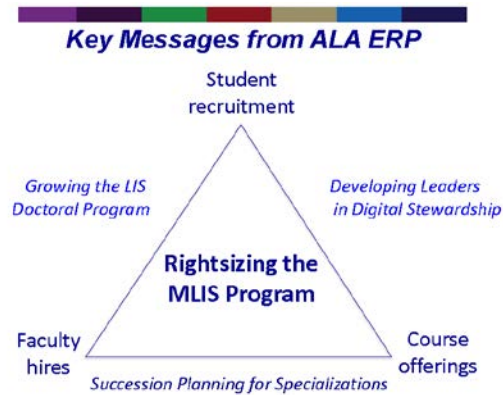 Key Messages from ALA ERP
Student
recruitment
Growing the LIS
Doctoral Program
Developing Leaders
in Digital Stewardship
Rightsizing the
MLIS Program
Faculty
hires
Course
offerings
Succession Planning for Specializations